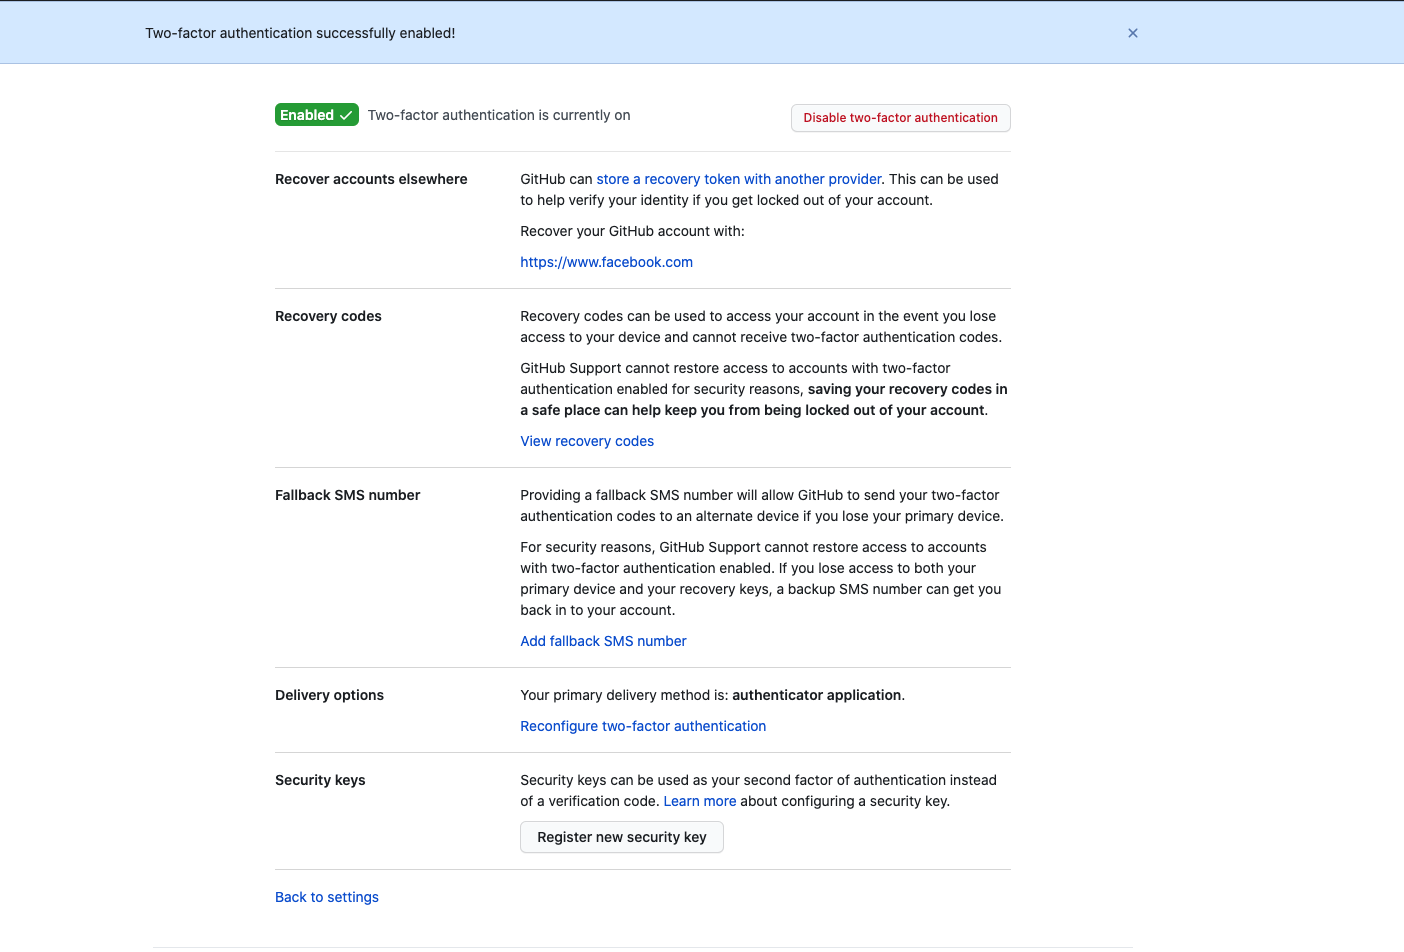 Two-factor authentication successfully enabled!
Enabled Two-factor authentication is currently on
Disable two-factor authentication
Recover accounts elsewhere
GitHub can store a recovery token with another provider. This can be used
to help verify your identity if you get locked out of your account.
Recover your GitHub account with:
https://www.facebook.com
Recovery codes
Recovery codes can be used to access your account in the event you lose
access to your device and cannot receive two-factor authentication codes.
GitHub Support cannot restore access to accounts with two-factor
authentication enabled for security reasons, saving your recovery codes in
a safe place can help keep you from being locked out of your account.
View recovery codes
Fallback SMS number
Providing a fallback SMS number will allow GitHub to send your two-factor
authentication codes to an alternate device if you lose your primary device.
For security reasons, GitHub Support cannot restore access to accounts
with two-factor authentication enabled. If you lose access to both your
primary device and your recovery keys, a backup SMS number can get you
back in to your account.
Add fallback SMS number
Delivery options
Your primary delivery method is: authenticator application.
Reconfigure two-factor authentication
Security keys
Security keys can be used as your second factor of authentication instead
of a verification code. Learn more about configuring a security key.
Register new security key
Back to settings